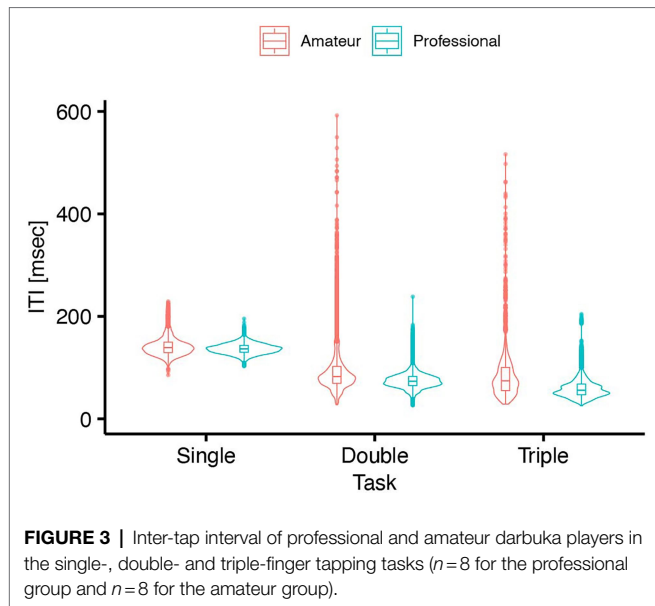 Amateur Professional
600
400
200
0
ITI [msec]
Single Double Triple
Task
FIGURE 3 | Inter-tap interval of professional and amateur darbuka players in
the single-, double- and triple-finger tapping tasks (n = 8 for the professional
group and n = 8 for the amateur group).